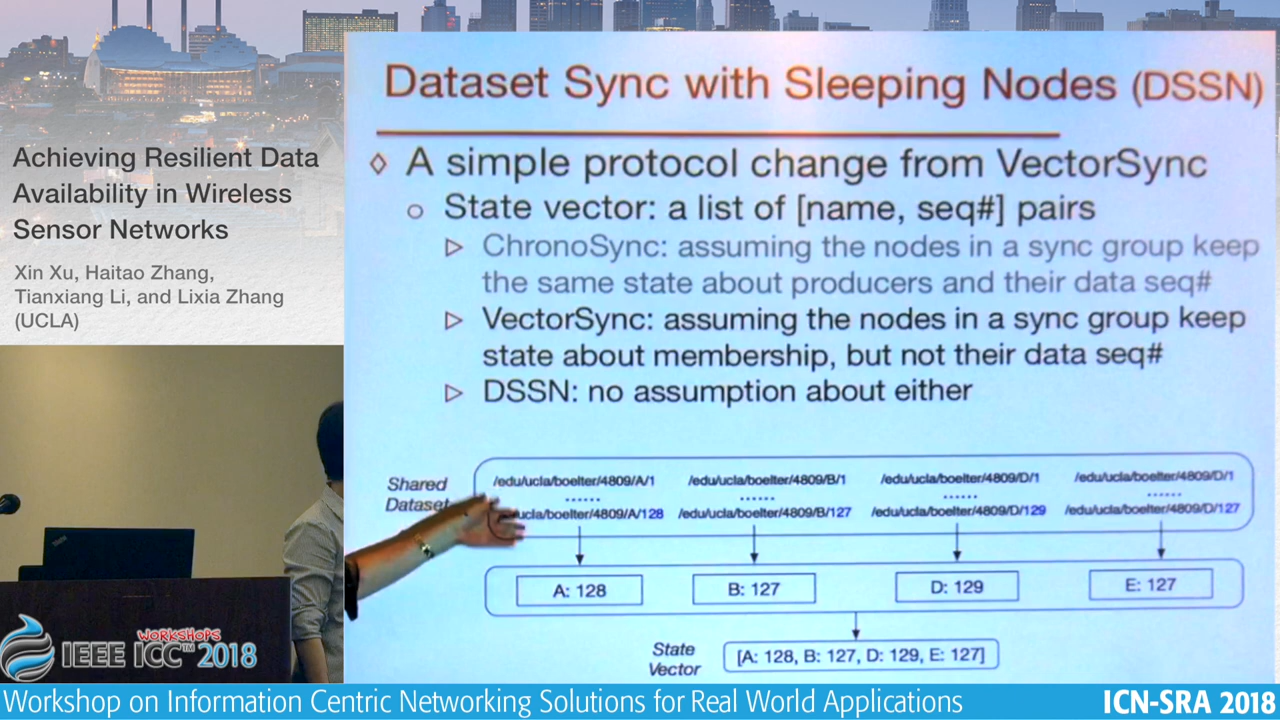 Achieving Resilient Data
Availability in Wireless
Sensor Networks
Xin Xu, Haitao Zhang,
Tianxiang Li, and Lixia Zhang
(UCLA)
Dataset Sync with Sleeping Nodes (DSSN)
◊ A simple protocol change from VectorSync
○ State vector: a list of [name, seq#] pairs
▷ ChronoSync: assuming the nodes in a sync group keep
the same state about producers and their data seq#
▷ VectorSync: assuming the nodes in a sync group keep
state about membership, but not their data seq#
▷ DSSN: no assumption about either
Shared
Dataset
/edu/ucla/boelter/4809/A/1 /edu/ucla/boelter/4809/B/1 /edu/ucla/boelter/4809/D/1 /edu/ucla/boelter/4809/D/1
...... ...... ...... ......
ucla/boelter/4809/A/128 /edu/ucla/boelter/4809/B/127 /edu/ucla/boelter/4809/D/129 /edu/ucla/boelter/4809/D/127
A: 128 B: 127 D: 129 E: 127
State
Vector
[A: 128, B: 127, D: 129, E: 127]
WORKSHOPS
IEEE ICC™ 2018
Workshop on Information Centric Networking Solutions for Real World Applications
ICN-SRA 2018